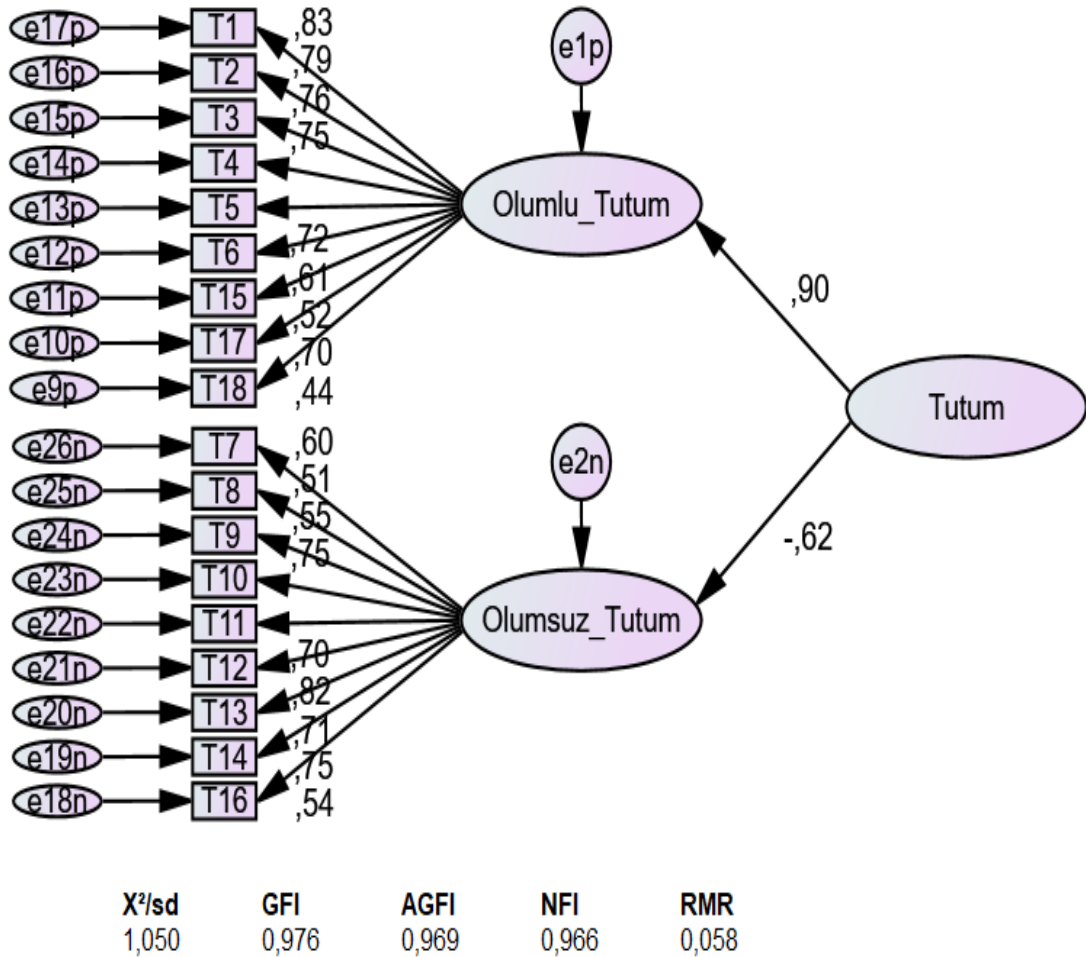 e17p T1 ,83
e1p
e16p T2 ,79
e15p T3 ,76
e14p T4 ,75
Olumlu_Tutum
e13p T5
e12p T6 ,72
e11p T15 ,61
,90
e10p T17 ,52
,70
e9p T18 ,44
Tutum
e26n T7 ,60
e2n
e25n T8 ,51
e24n T9 ,55
-,62
e23n T10 ,75
e22n T11
Olumsuz_Tutum
e21n T12 ,70
e20n T13 ,82
e19n T14 ,71
,75
e18n T16 ,54
X²/sd GFI AGFI NFI RMR
1,050 0,976 0,969 0,966 0,058